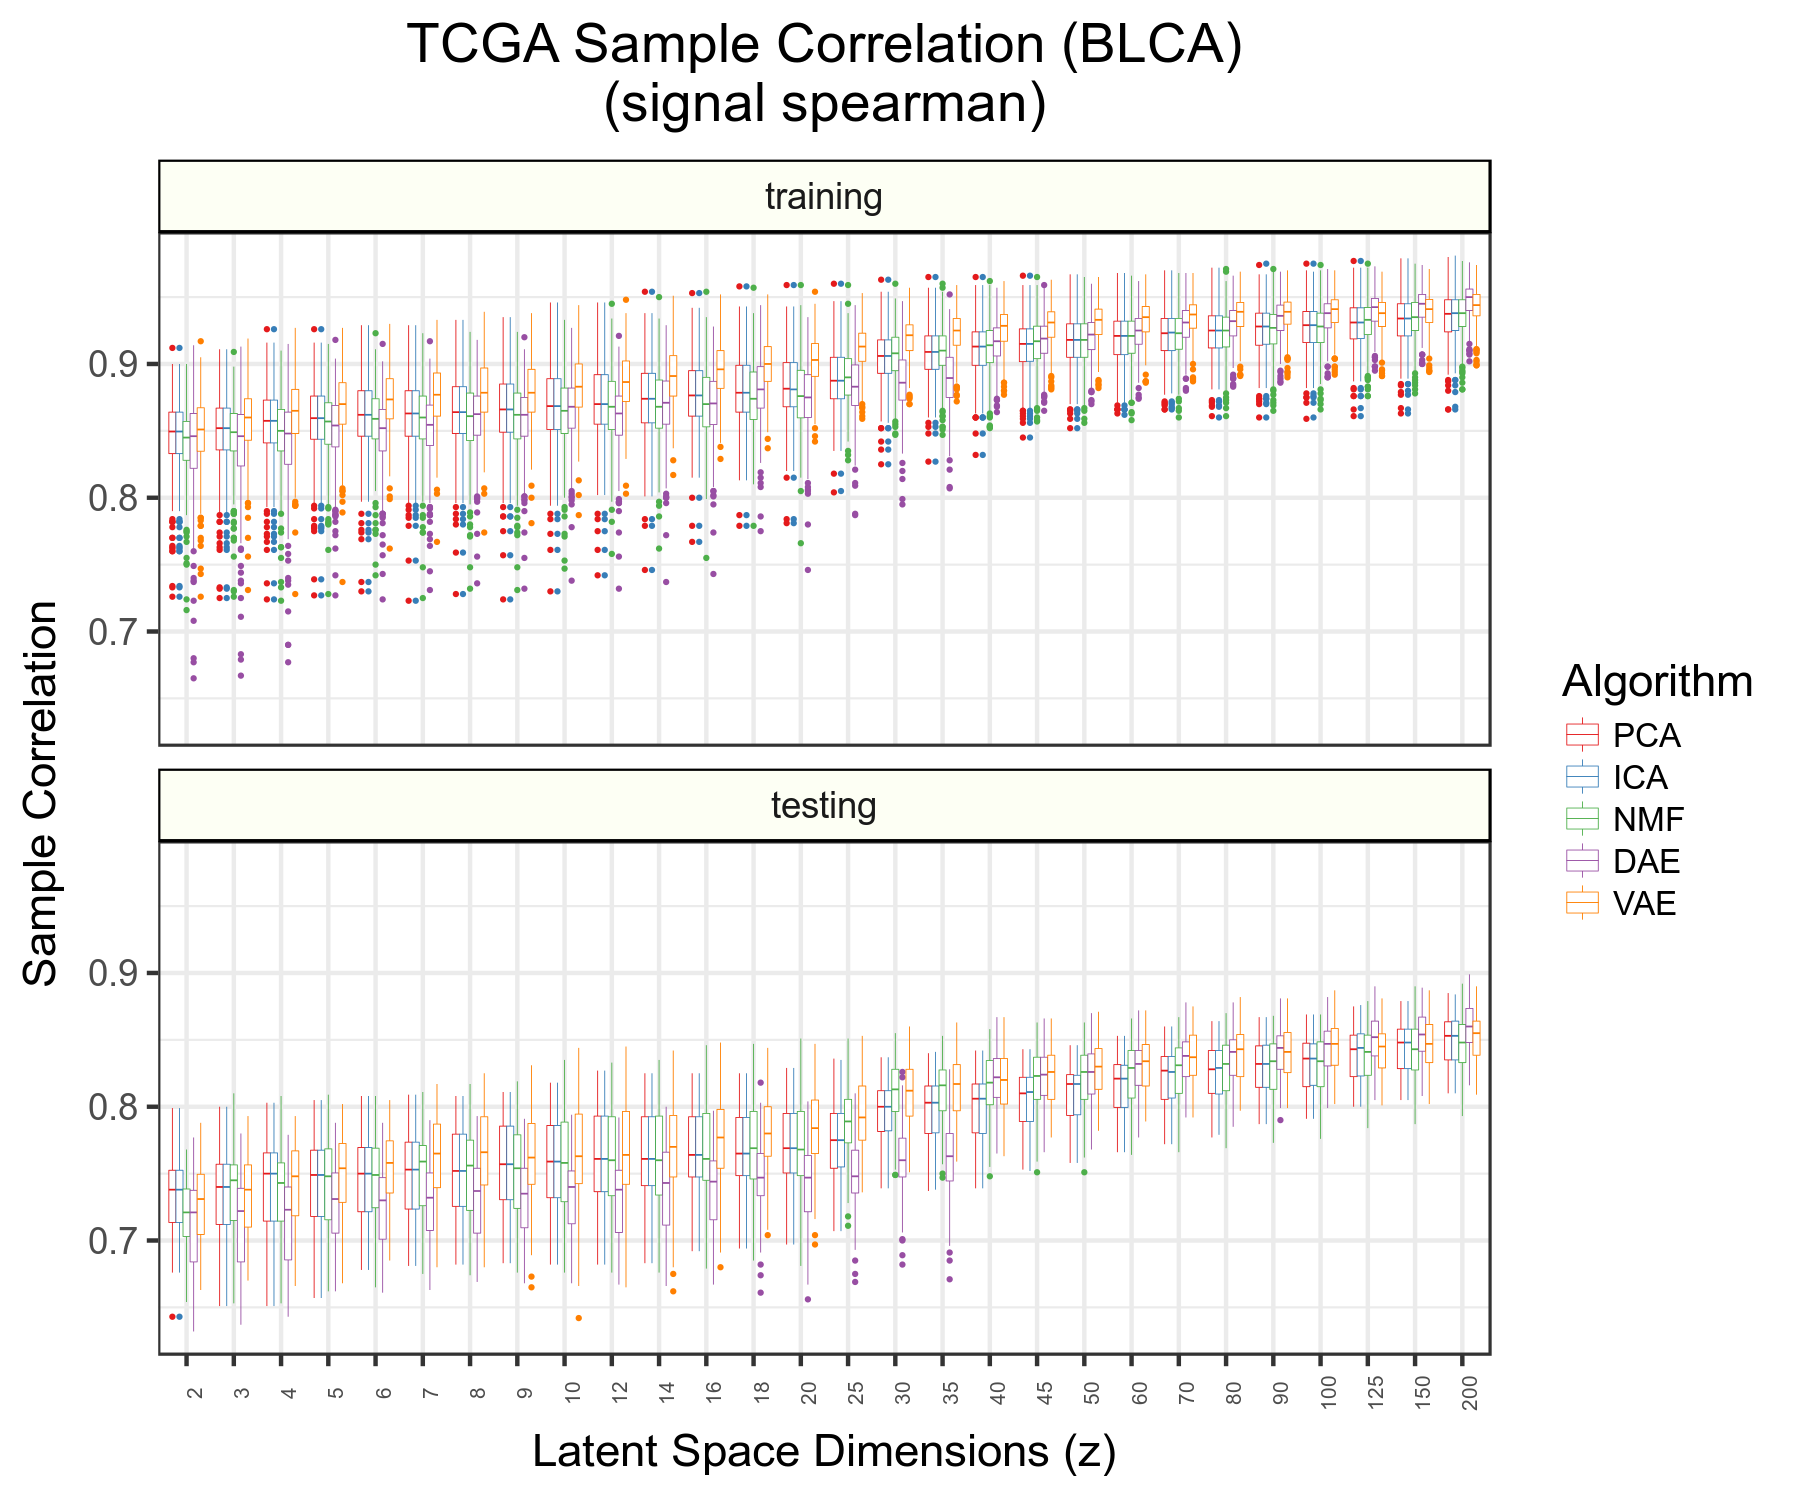 TCGA Sample Correlation (BLCA)
(signal spearman)
training
0.9
0.8
0.7
Sample Correlation
testing
0.9
0.8
0.7
2 3 4 5 6 7 8 9 10 12 14 16 18 20 25 30 35 40 45 50 60 70 80 90 100 125 150 200
Latent Space Dimensions (z)
Algorithm
PCA
ICA
NMF
DAE
VAE